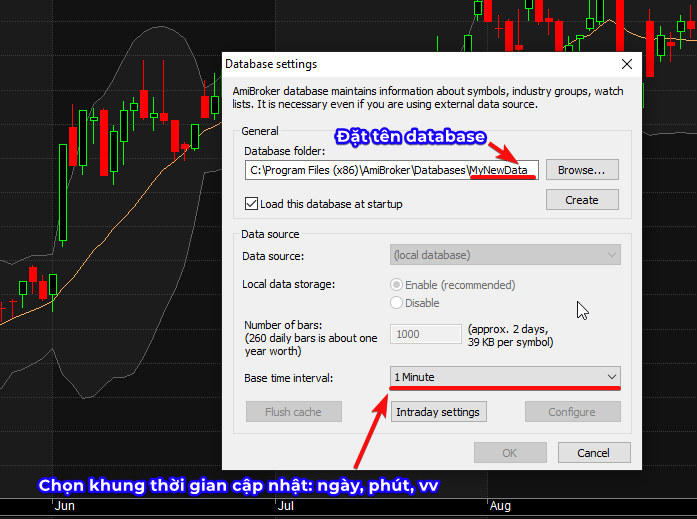 Database settings
AmiBroker database maintains information about symbols, industry groups, watch
lists. It is necessary even if you are using external data source.
General
Đặt tên database
Database folder:
C:\Program Files (x86)\AmiBroker\Databases\MyNewData
Browse...
Load this database at startup
Create
Data source
Data source:
(local database)
Local data storage:
Enable (recommended)
Disable
Number of bars:
(260 daily bars is about one
year worth)
1000
(approx. 2 days,
39 KB per symbol)
Base time interval:
1 Minute
Flush cache
Intraday settings
Configure
OK
Cancel
Chọn khung thời gian cập nhật: ngày, phút, vv
Jun
Jul
Aug